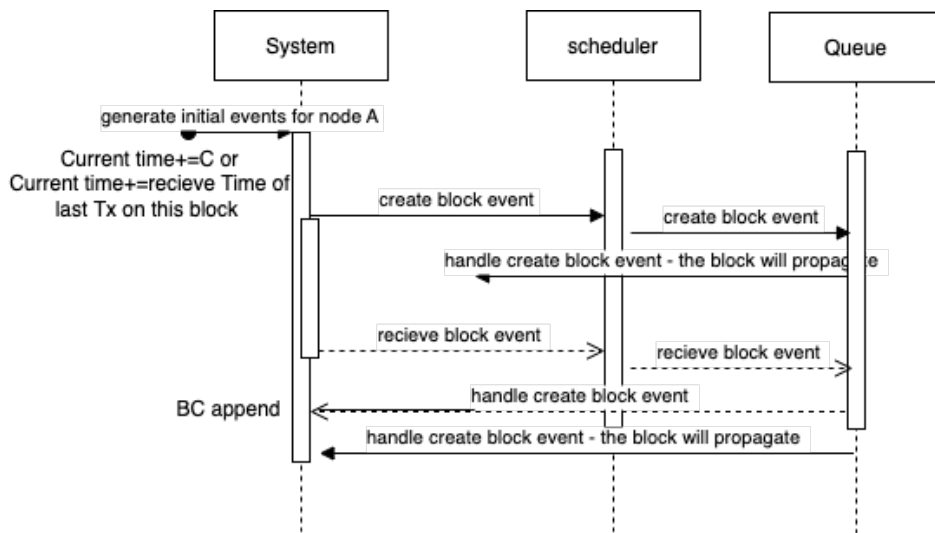 System
scheduler
Queue
generate initial events for node A
Current time+=C or
Current time+=recieve Time of
last Tx on this block
create block event
create block event
handle create block event - the block will propagate
recieve block event
recieve block event
handle create block event
BC append
handle create block event - the block will propagate